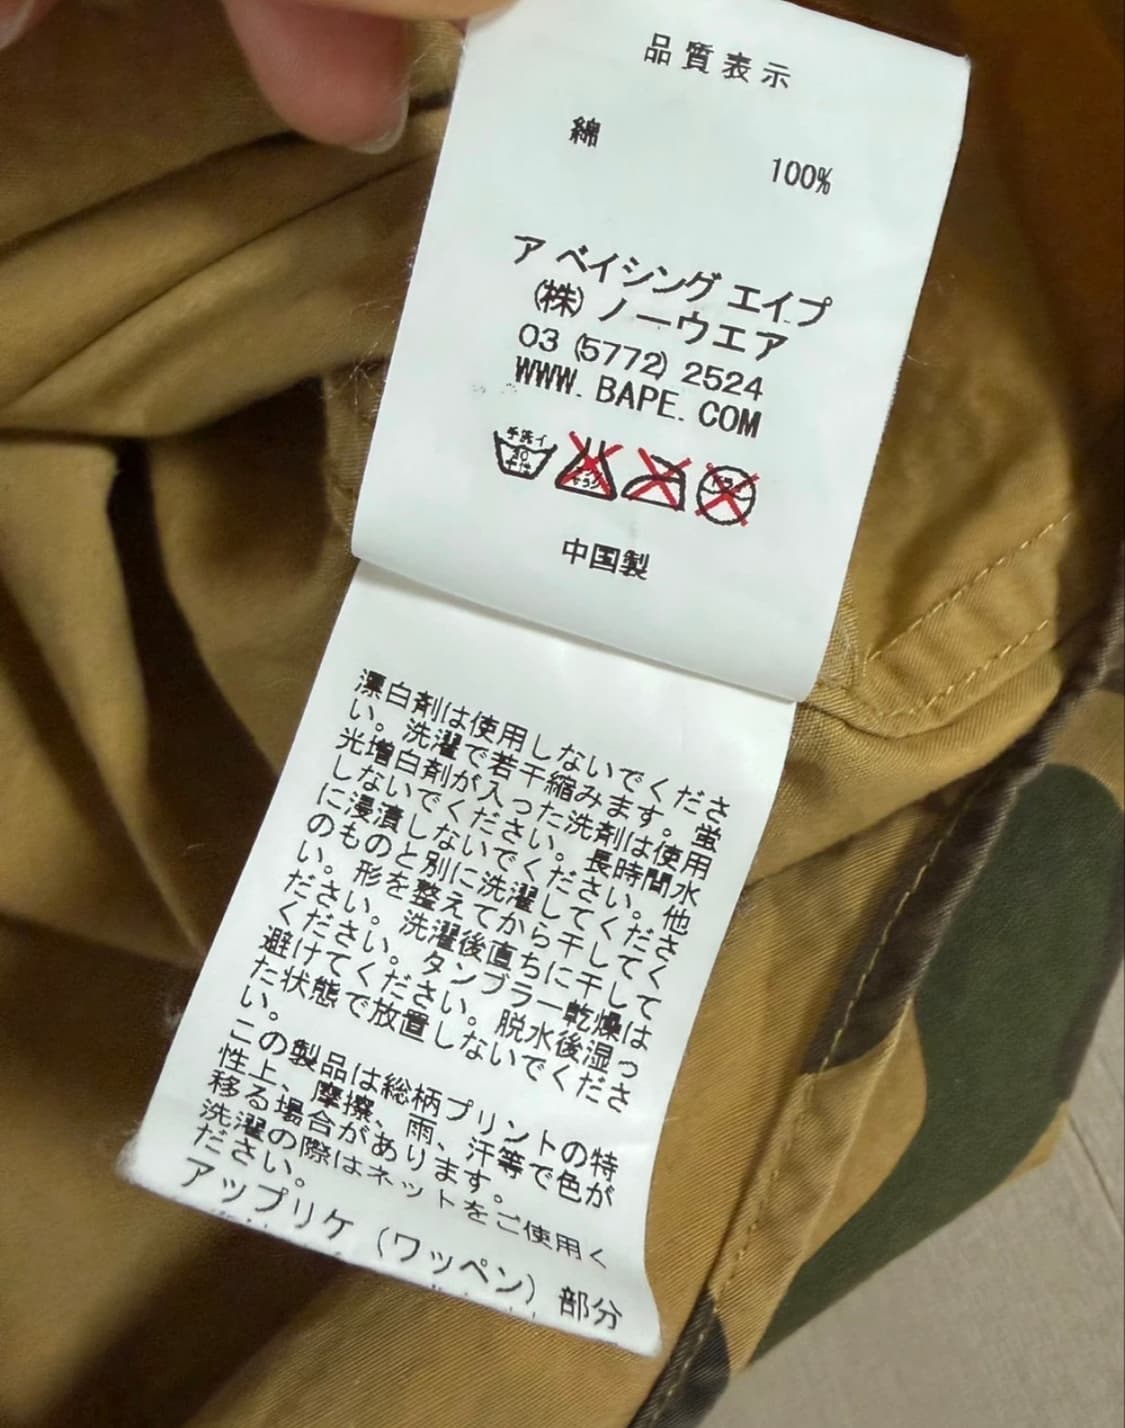 品質表示
綿 100%
ア ベイシング エイプ
(株) ノーウエア
03 (5772) 2524
WWW. BAPE. COM
手洗イ
30
中国製
漂白剤は使用しないでくださ
い。洗濯で若干縮みます。蛍
光増白剤が入った洗剤は使用
しないでください。長時間水
に浸漬しないでください。他
のものと別に洗濯してくださ
い。形を整えてから干してく
ださい。洗濯後直ちに干して
ください。タンブラー乾燥は
避けてください。脱水後湿っ
た状態で放置しないでくださ
い。
この製品は総柄プリントの特
性上、摩擦、雨、汗等で色が
移る場合があります。
洗濯の際はネットをご使用く
ださい。
アップリケ (ワッペン) 部分